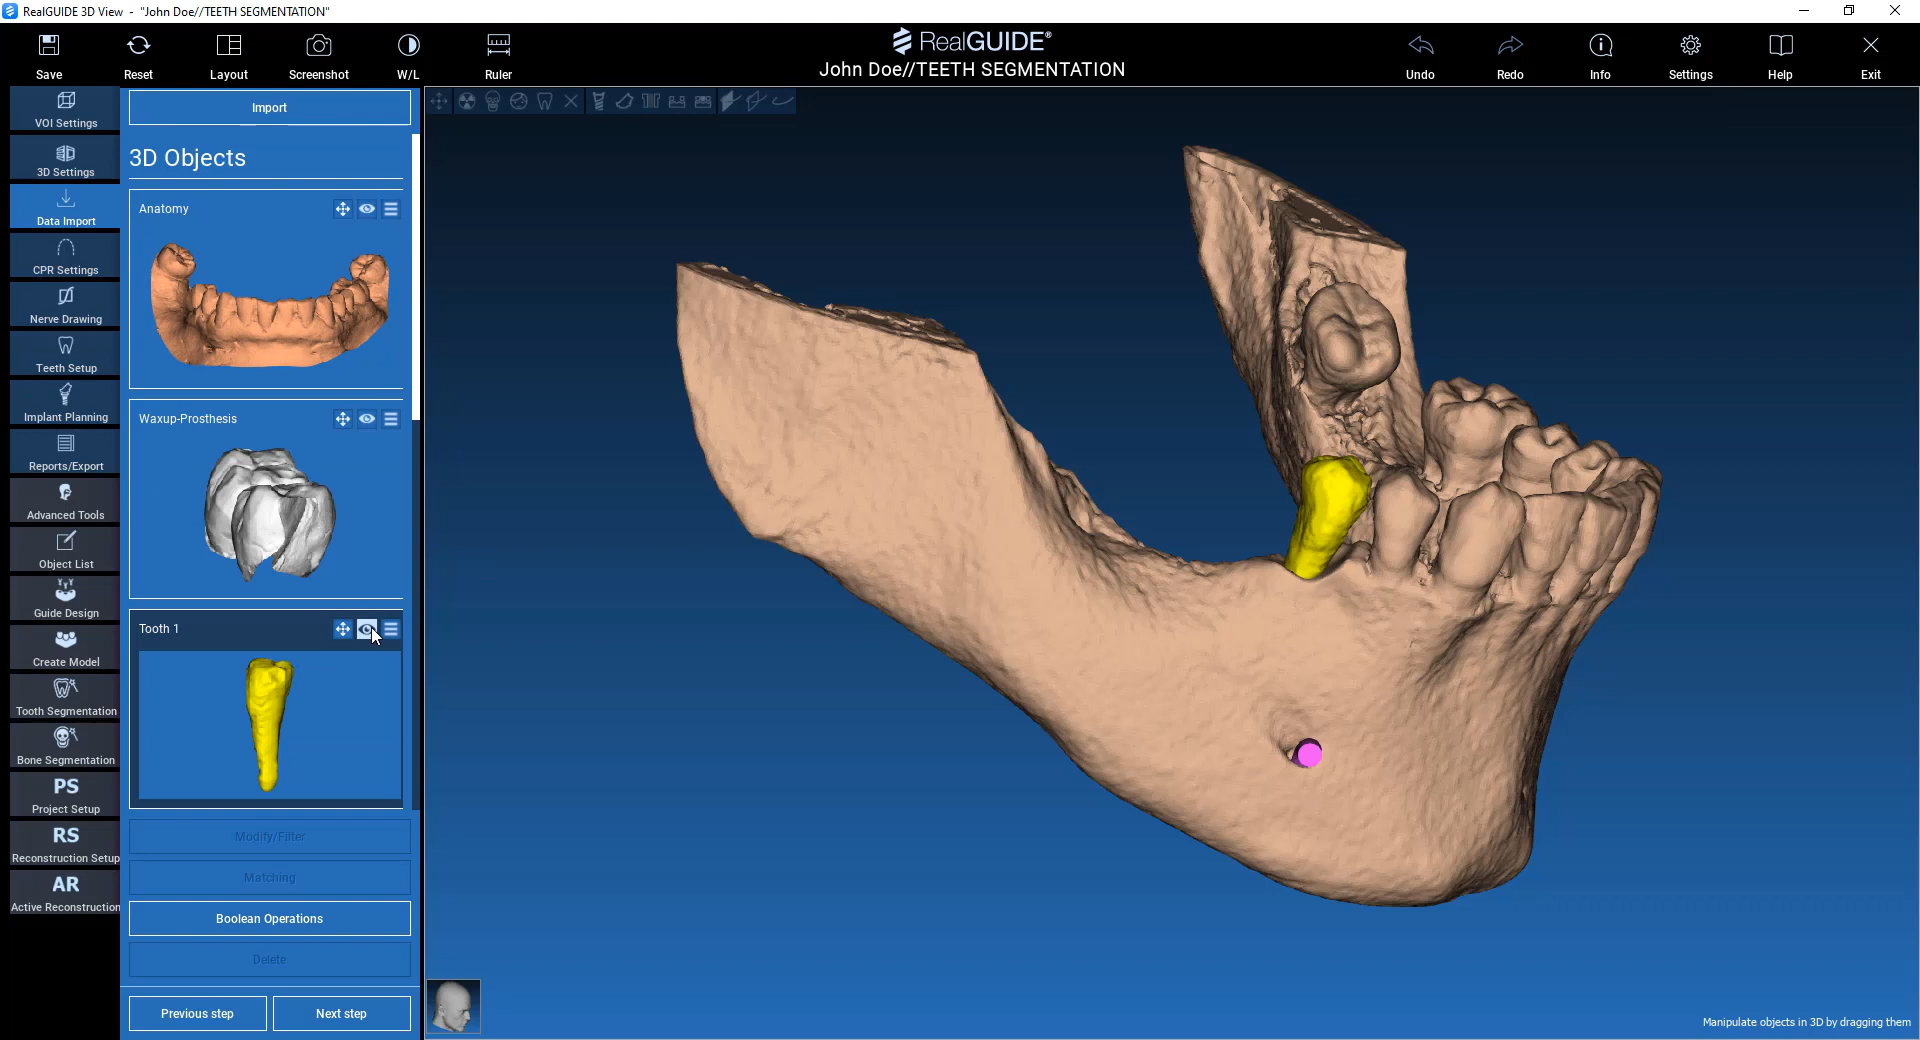 RealGUIDE 3D View - "John Doe//TEETH SEGMENTATION"
Save
Reset
Layout
Screenshot
W/L
Ruler
RealGUIDE®
John Doe//TEETH SEGMENTATION
Undo
Redo
Info
Settings
Help
Exit
VOI Settings
3D Settings
Data Import
CPR Settings
Nerve Drawing
Teeth Setup
Implant Planning
Reports/Export
Advanced Tools
Object List
Guide Design
Create Model
Tooth Segmentation
Bone Segmentation
PS
Project Setup
RS
Reconstruction Setup
AR
Active Reconstruction
Import
3D Objects
Anatomy
Waxup-Prosthesis
Tooth 1
Modify/Filter
Matching
Boolean Operations
Delete
Previous step
Next step
Manipulate objects in 3D by dragging them